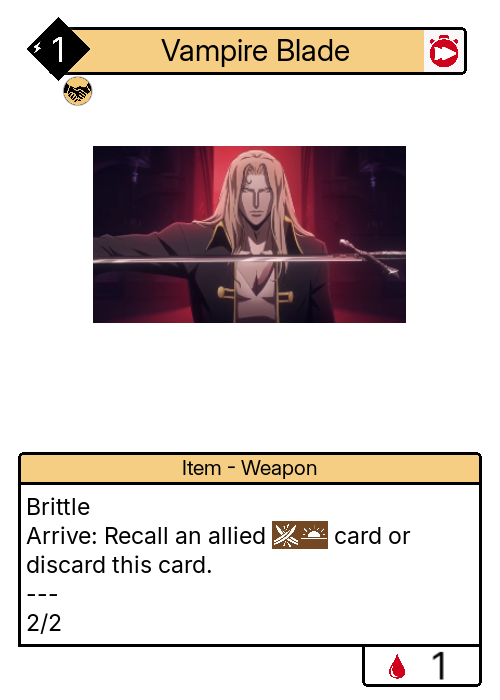 1
Vampire Blade
Item - Weapon
Brittle
Arrive: Recall an allied card or
discard this card.
---
2/2
1